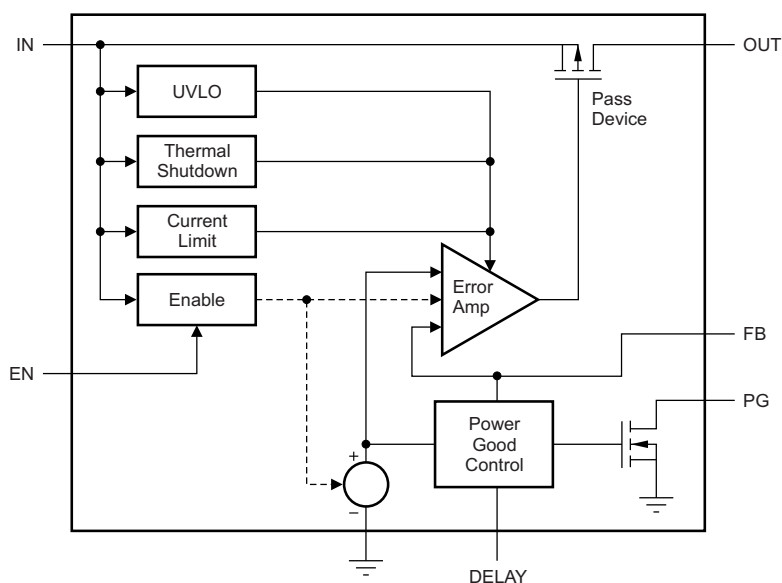 IN
OUT
UVLO
Pass
Device
Thermal
Shutdown
Current
Limit
Enable
Error
Amp
FB
EN
PG
Power
Good
Control
+
–
DELAY